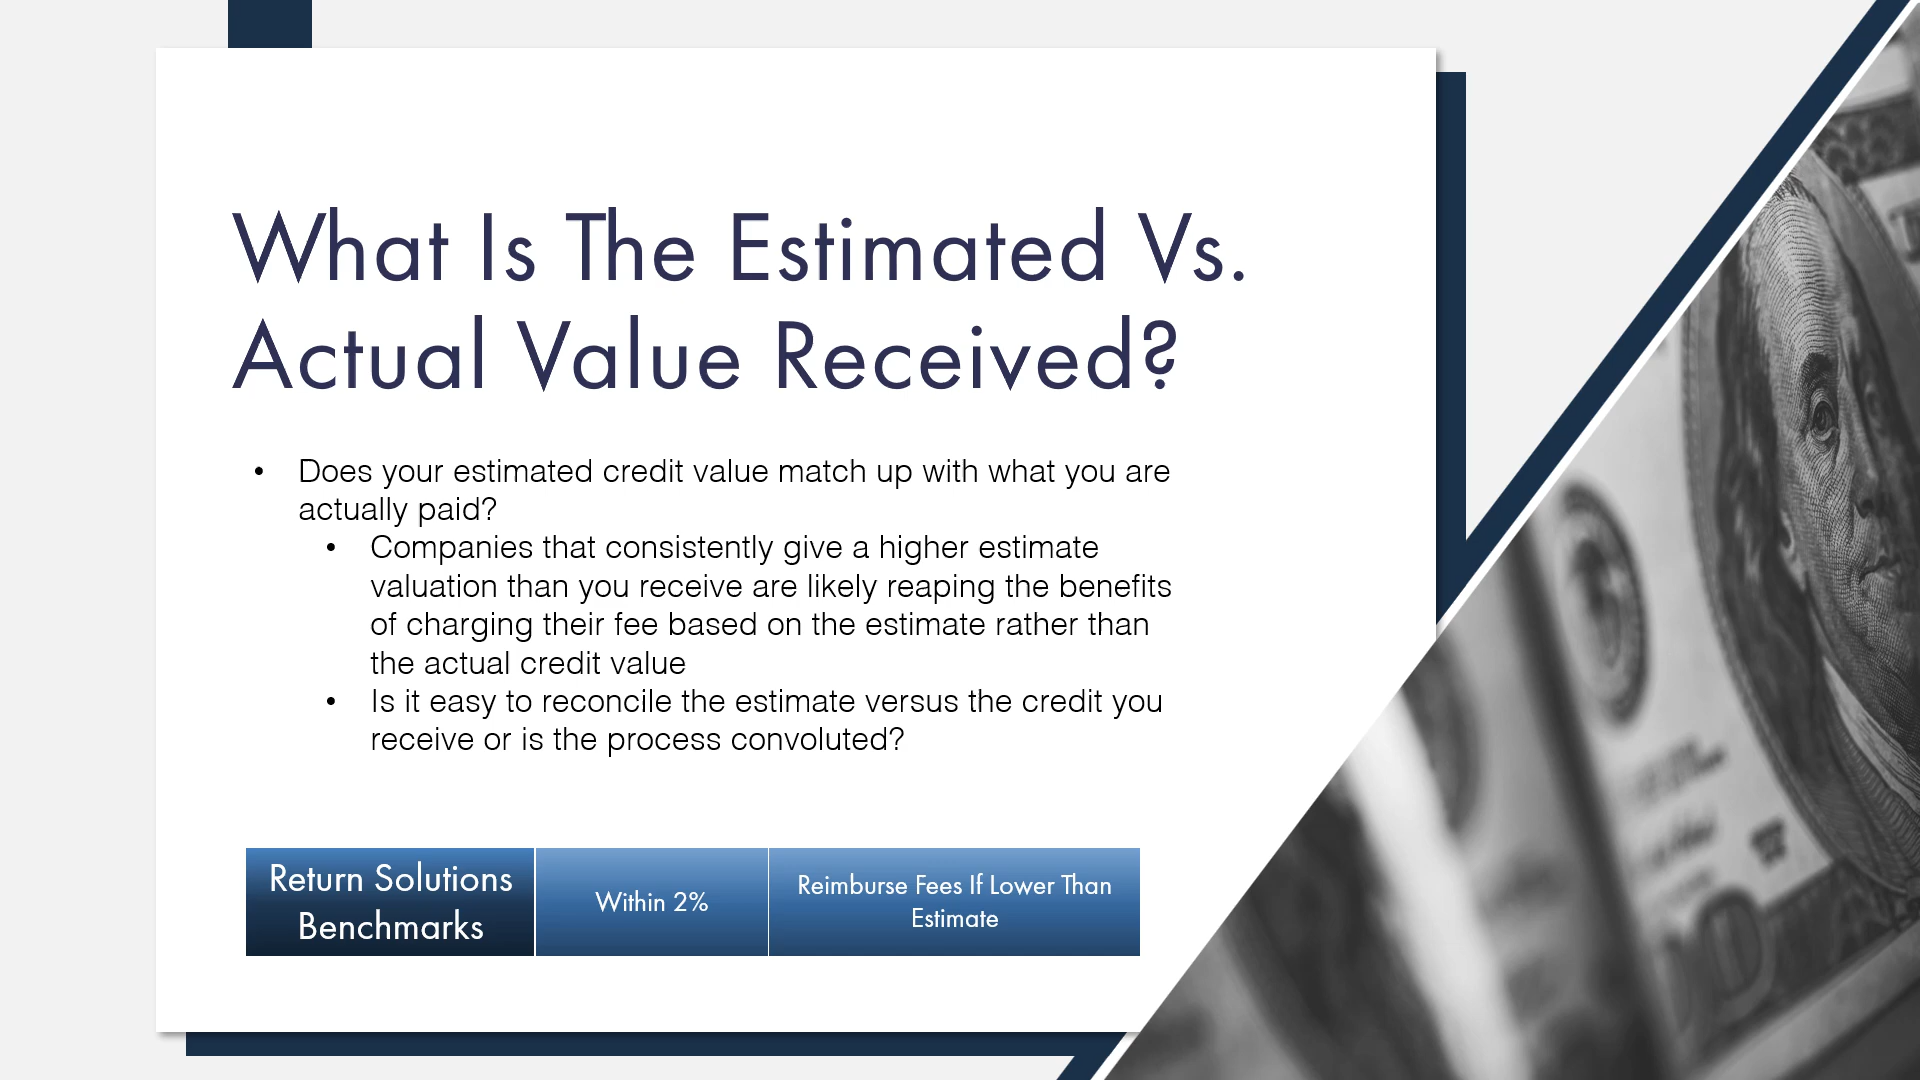 What Is The Estimated Vs.
Actual Value Received?
• Does your estimated credit value match up with what you are
actually paid?
• Companies that consistently give a higher estimate
valuation than you receive are likely reaping the benefits
of charging their fee based on the estimate rather than
the actual credit value
• Is it easy to reconcile the estimate versus the credit you
receive or is the process convoluted?
Return Solutions
Benchmarks
Within 2%
Reimburse Fees If Lower Than
Estimate